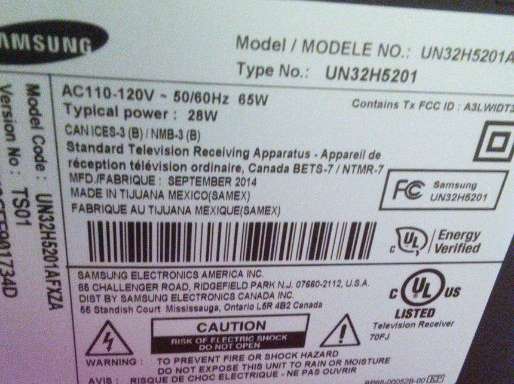 SAMSUNG
Model / MODELE NO.: UN32H5201A
Type No.: UN32H5201
AC110-120V ~ 50/60Hz 65W
Typical power : 28W
Contains Tx FCC ID : A3LWIDT2
CAN ICES-3 (B) / NMB-3 (B)
Standard Television Receiving Apparatus - Appareil de
réception télévision ordinaire, Canada BETS-7 / NTMR-7
MFD./FABRIQUE : SEPTEMBER 2014
MADE IN TIJUANA MEXICO(SAMEX)
FABRIQUE AU TIJUANA MEXIQUE(SAMEX)
FC Samsung
UN32H5201
Model Code : UN32H5201AFXZA
Version No : TS01
01734D
UL Energy
Verified
SAMSUNG ELECTRONICS AMERICA INC.
85 CHALLENGER ROAD, RIDGEFIELD PARK N.J. 07660-2112, U.S.A.
DIST BY SAMSUNG ELECTRONICS CANADA INC.
55 Standish Court Mississauga, Ontario L5R 4B2 Canada
c UL US
LISTED
Television Receiver
70FJ
CAUTION
RISK OF ELECTRIC SHOCK
DO NOT OPEN
WARNING : TO PREVENT FIRE OR SHOCK HAZARD
DO NOT EXPOSE THIS UNIT TO RAIN OR MOISTURE
AVIS : RISQUE DE CHOC ELECTRIQUE - NE PAS OUVRIR